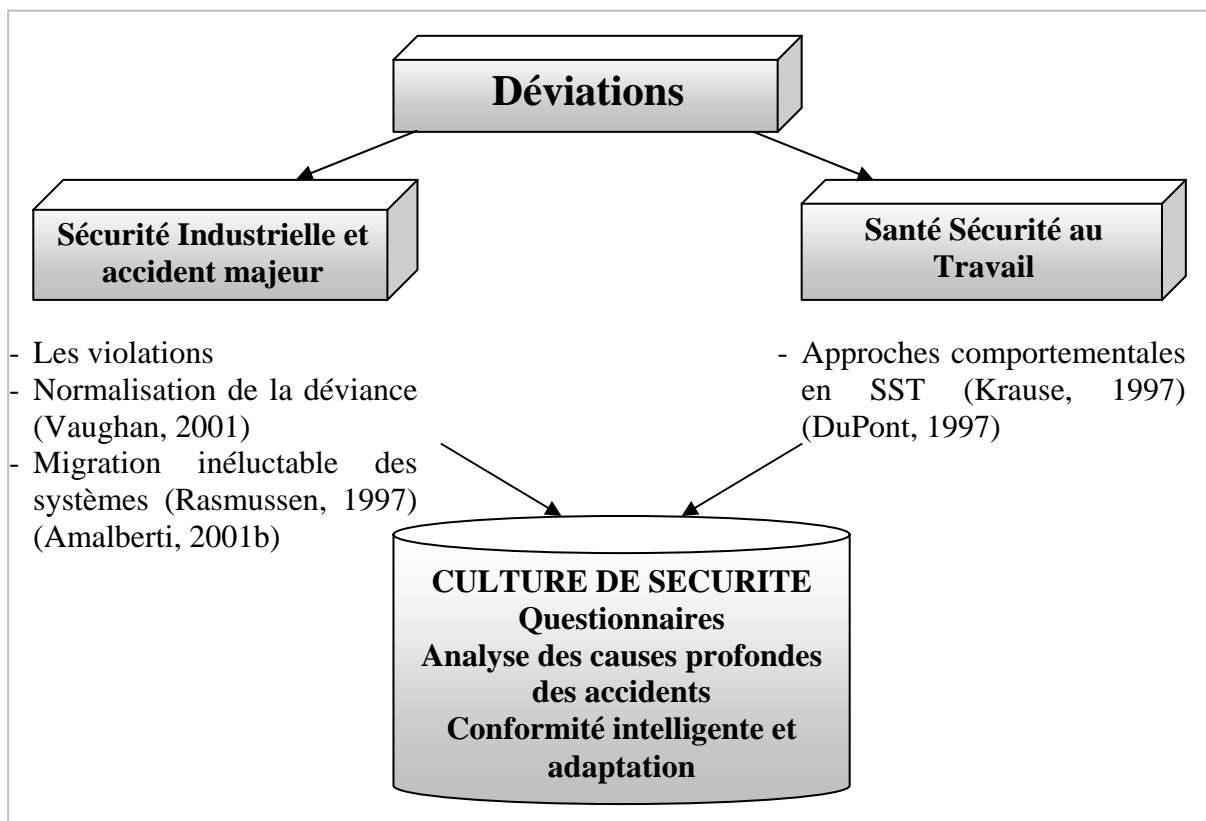 Déviations
Sécurité Industrielle et
accident majeur
Santé Sécurité au
Travail
- Les violations
- Normalisation de la déviance
(Vaughan, 2001)
- Migration inéluctable des
systèmes (Rasmussen, 1997)
(Amalberti, 2001b)
- Approches comportementales
en SST (Krause, 1997)
(DuPont, 1997)
CULTURE DE SECURITE
Questionnaires
Analyse des causes profondes
des accidents
Conformité intelligente et
adaptation